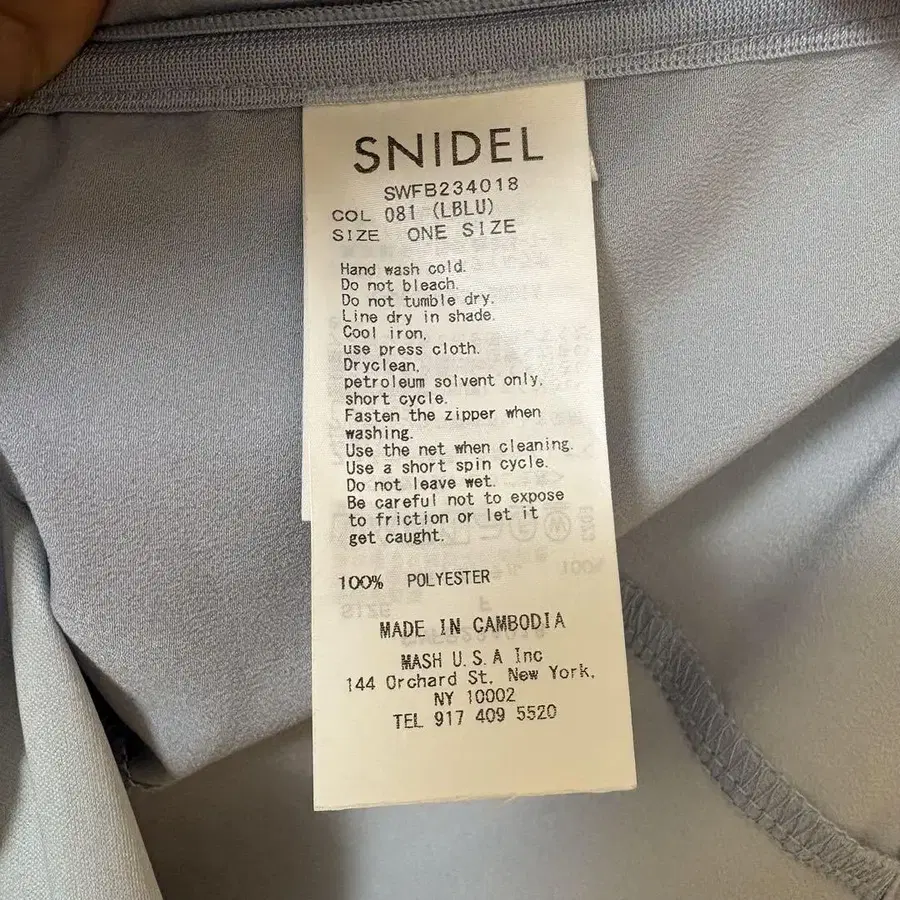 SNIDEL
SWFB234018
COL 081 (LBLU)
SIZE ONE SIZE
Hand wash cold.
Do not bleach.
Do not tumble dry.
Line dry in shade.
Cool iron,
use press cloth.
Dryclean,
petroleum solvent only,
short cycle.
Fasten the zipper when
washing.
Use the net when cleaning.
Use a short spin cycle.
Do not leave wet.
Be careful not to expose
to friction or let it
get caught.
100% POLYESTER
MADE IN CAMBODIA
MASH U.S.A Inc
144 Orchard St. New York,
NY 10002
TEL 917 409 5520